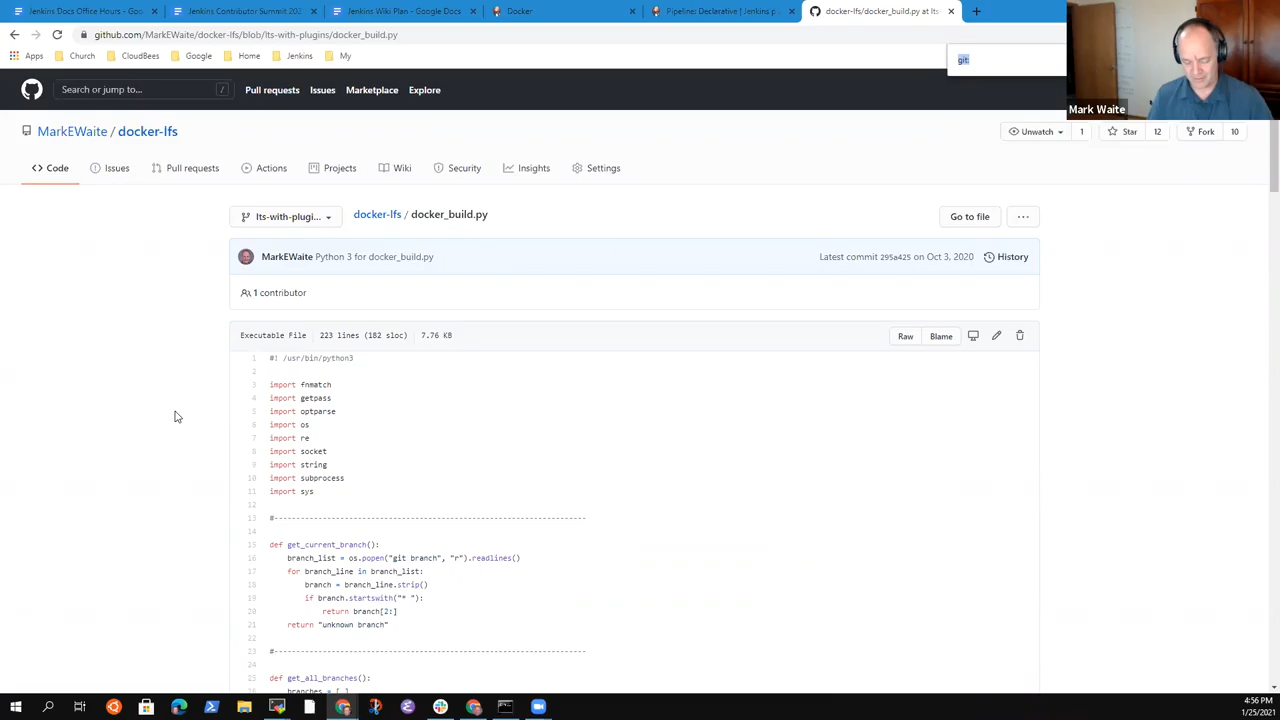 Jenkins Docs Office Hours - Goo
Jenkins Contributor Summit 202
Jenkins Wiki Plan - Google Docs
Docker
Pipeline: Declarative | Jenkins p
docker-lfs/docker_build.py at lts-
github.com/MarkEWaite/docker-lfs/blob/lts-with-plugins/docker_build.py
Apps
Church
CloudBees
Google
Home
Jenkins
My
git
Mark Waite
Search or jump to...
/
Pull requests
Issues
Marketplace
Explore
MarkEWaite / docker-lfs
Unwatch
1
Star
12
Fork
10
Code
Issues
Pull requests
Actions
Projects
Wiki
Security
Insights
Settings
lts-with-plugi...
docker-lfs / docker_build.py
Go to file
...
MarkEWaite Python 3 for docker_build.py
Latest commit 295a425 on Oct 3, 2020
History
1 contributor
Executable File 223 lines (182 sloc) 7.76 KB
Raw
Blame
1 #! /usr/bin/python3
2
3 import fnmatch
4 import getpass
5 import optparse
6 import os
7 import re
8 import socket
9 import string
10 import subprocess
11 import sys
12
13 #-----------------------------------------------------------------------
14
15 def get_current_branch():
16 branch_list = os.popen("git branch", "r").readlines()
17 for branch_line in branch_list:
18 branch = branch_line.strip()
19 if branch.startswith("* "):
20 return branch[2:]
21 return "unknown branch"
22
23 #-----------------------------------------------------------------------
24
25 def get_all_branches():
26 branches = [ ]
4:56 PM
1/25/2021